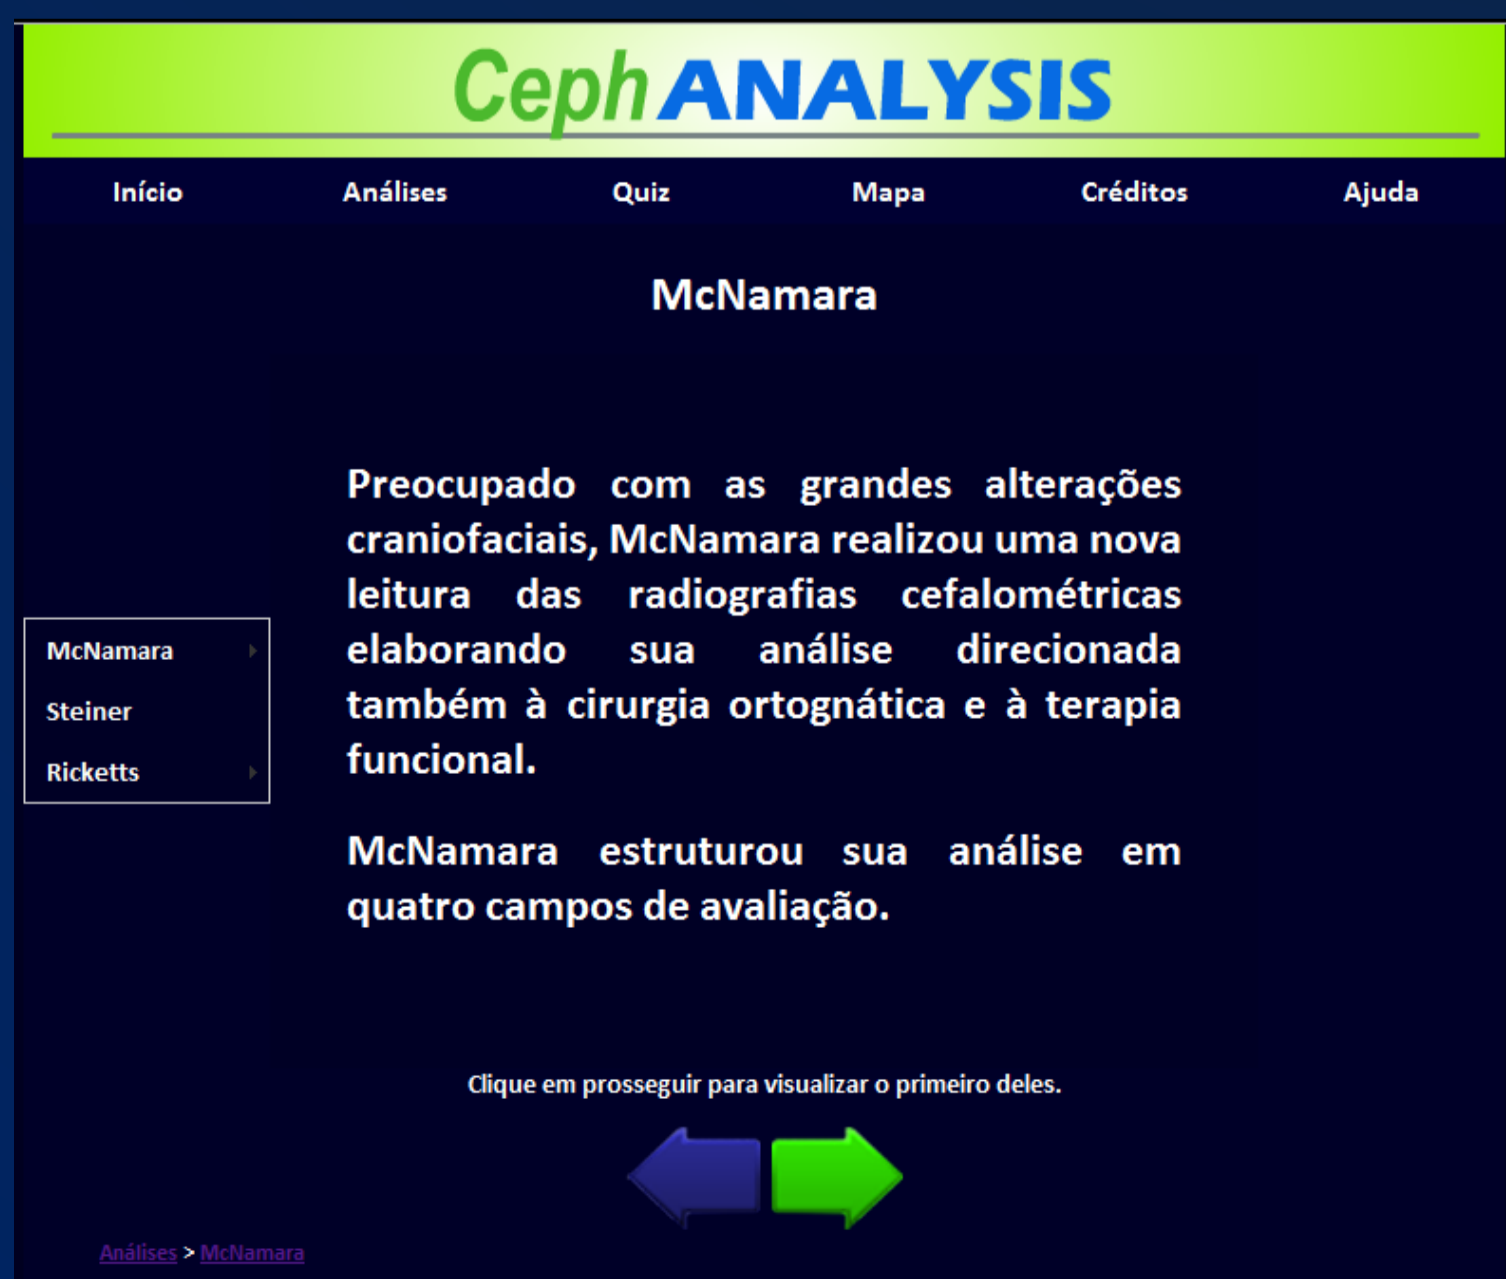 Ceph ANALYSIS
Início Análises Quiz Mapa Créditos Ajuda
McNamara
Preocupado com as grandes alterações
craniofaciais, McNamara realizou uma nova
leitura das radiografias cefalométricas
elaborando sua análise direcionada
também à cirurgia ortognática e à terapia
funcional.
McNamara estruturou sua análise em
quatro campos de avaliação.
McNamara
Steiner
Ricketts
Clique em prosseguir para visualizar o primeiro deles.
Análises > McNamara